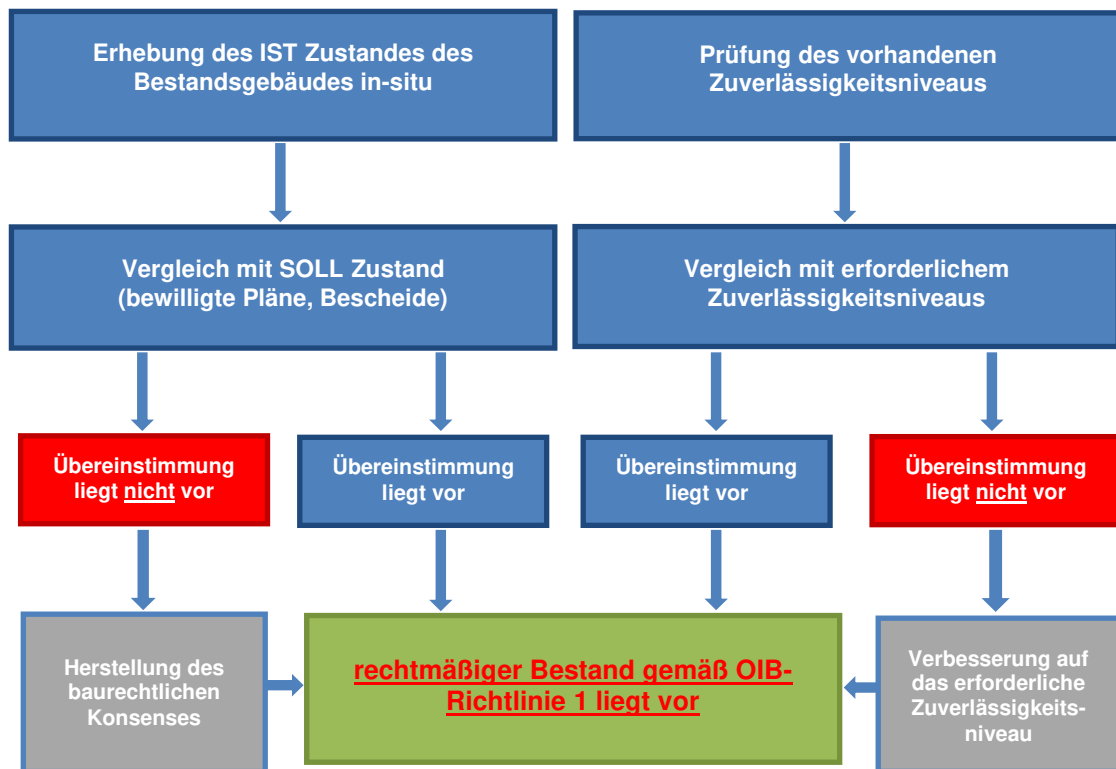 Erhebung des IST Zustandes des
Bestandsgebäudes in-situ
Prüfung des vorhandenen
Zuverlässigkeitsniveaus
Vergleich mit SOLL Zustand
(bewilligte Pläne, Bescheide)
Vergleich mit erforderlichem
Zuverlässigkeitsniveaus
Übereinstimmung
liegt nicht vor
Übereinstimmung
liegt vor
Übereinstimmung
liegt vor
Übereinstimmung
liegt nicht vor
Herstellung des
baurechtlichen
Konsenses
rechtmäßiger Bestand gemäß OIB-
Richtlinie 1 liegt vor
Verbesserung auf
das erforderliche
Zuverlässigkeits-
niveau